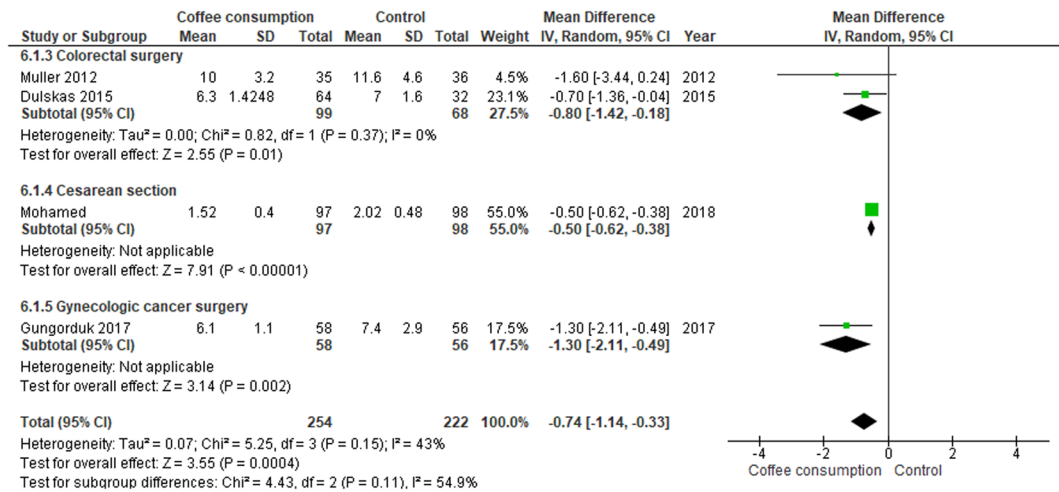 Coffee consumption Control Mean Difference Mean Difference
Study or Subgroup Mean SD Total Mean SD Total Weight IV, Random, 95% CI Year IV, Random, 95% CI
6.1.3 Colorectal surgery
Muller 2012 10 3.2 35 11.6 4.6 36 4.5% -1.60 [-3.44, 0.24] 2012
Dulskas 2015 6.3 1.4248 64 7 1.6 32 23.1% -0.70 [-1.36, -0.04] 2015
Subtotal (95% CI) 99 68 27.5% -0.80 [-1.42, -0.18]
Heterogeneity: Tau² = 0.00; Chi² = 0.82, df = 1 (P = 0.37); I² = 0%
Test for overall effect: Z = 2.55 (P = 0.01)
6.1.4 Cesarean section
Mohamed 1.52 0.4 97 2.02 0.48 98 55.0% -0.50 [-0.62, -0.38] 2018
Subtotal (95% CI) 97 98 55.0% -0.50 [-0.62, -0.38]
Heterogeneity: Not applicable
Test for overall effect: Z = 7.91 (P < 0.00001)
6.1.5 Gynecologic cancer surgery
Gungorduk 2017 6.1 1.1 58 7.4 2.9 56 17.5% -1.30 [-2.11, -0.49] 2017
Subtotal (95% CI) 58 56 17.5% -1.30 [-2.11, -0.49]
Heterogeneity: Not applicable
Test for overall effect: Z = 3.14 (P = 0.002)
Total (95% CI) 254 222 100.0% -0.74 [-1.14, -0.33]
Heterogeneity: Tau² = 0.07; Chi² = 5.25, df = 3 (P = 0.15); I² = 43%
Test for overall effect: Z = 3.55 (P = 0.0004)
Test for subgroup differences: Chi² = 4.43, df = 2 (P = 0.11), I² = 54.9%
-4 -2 0 2 4
Coffee consumption Control